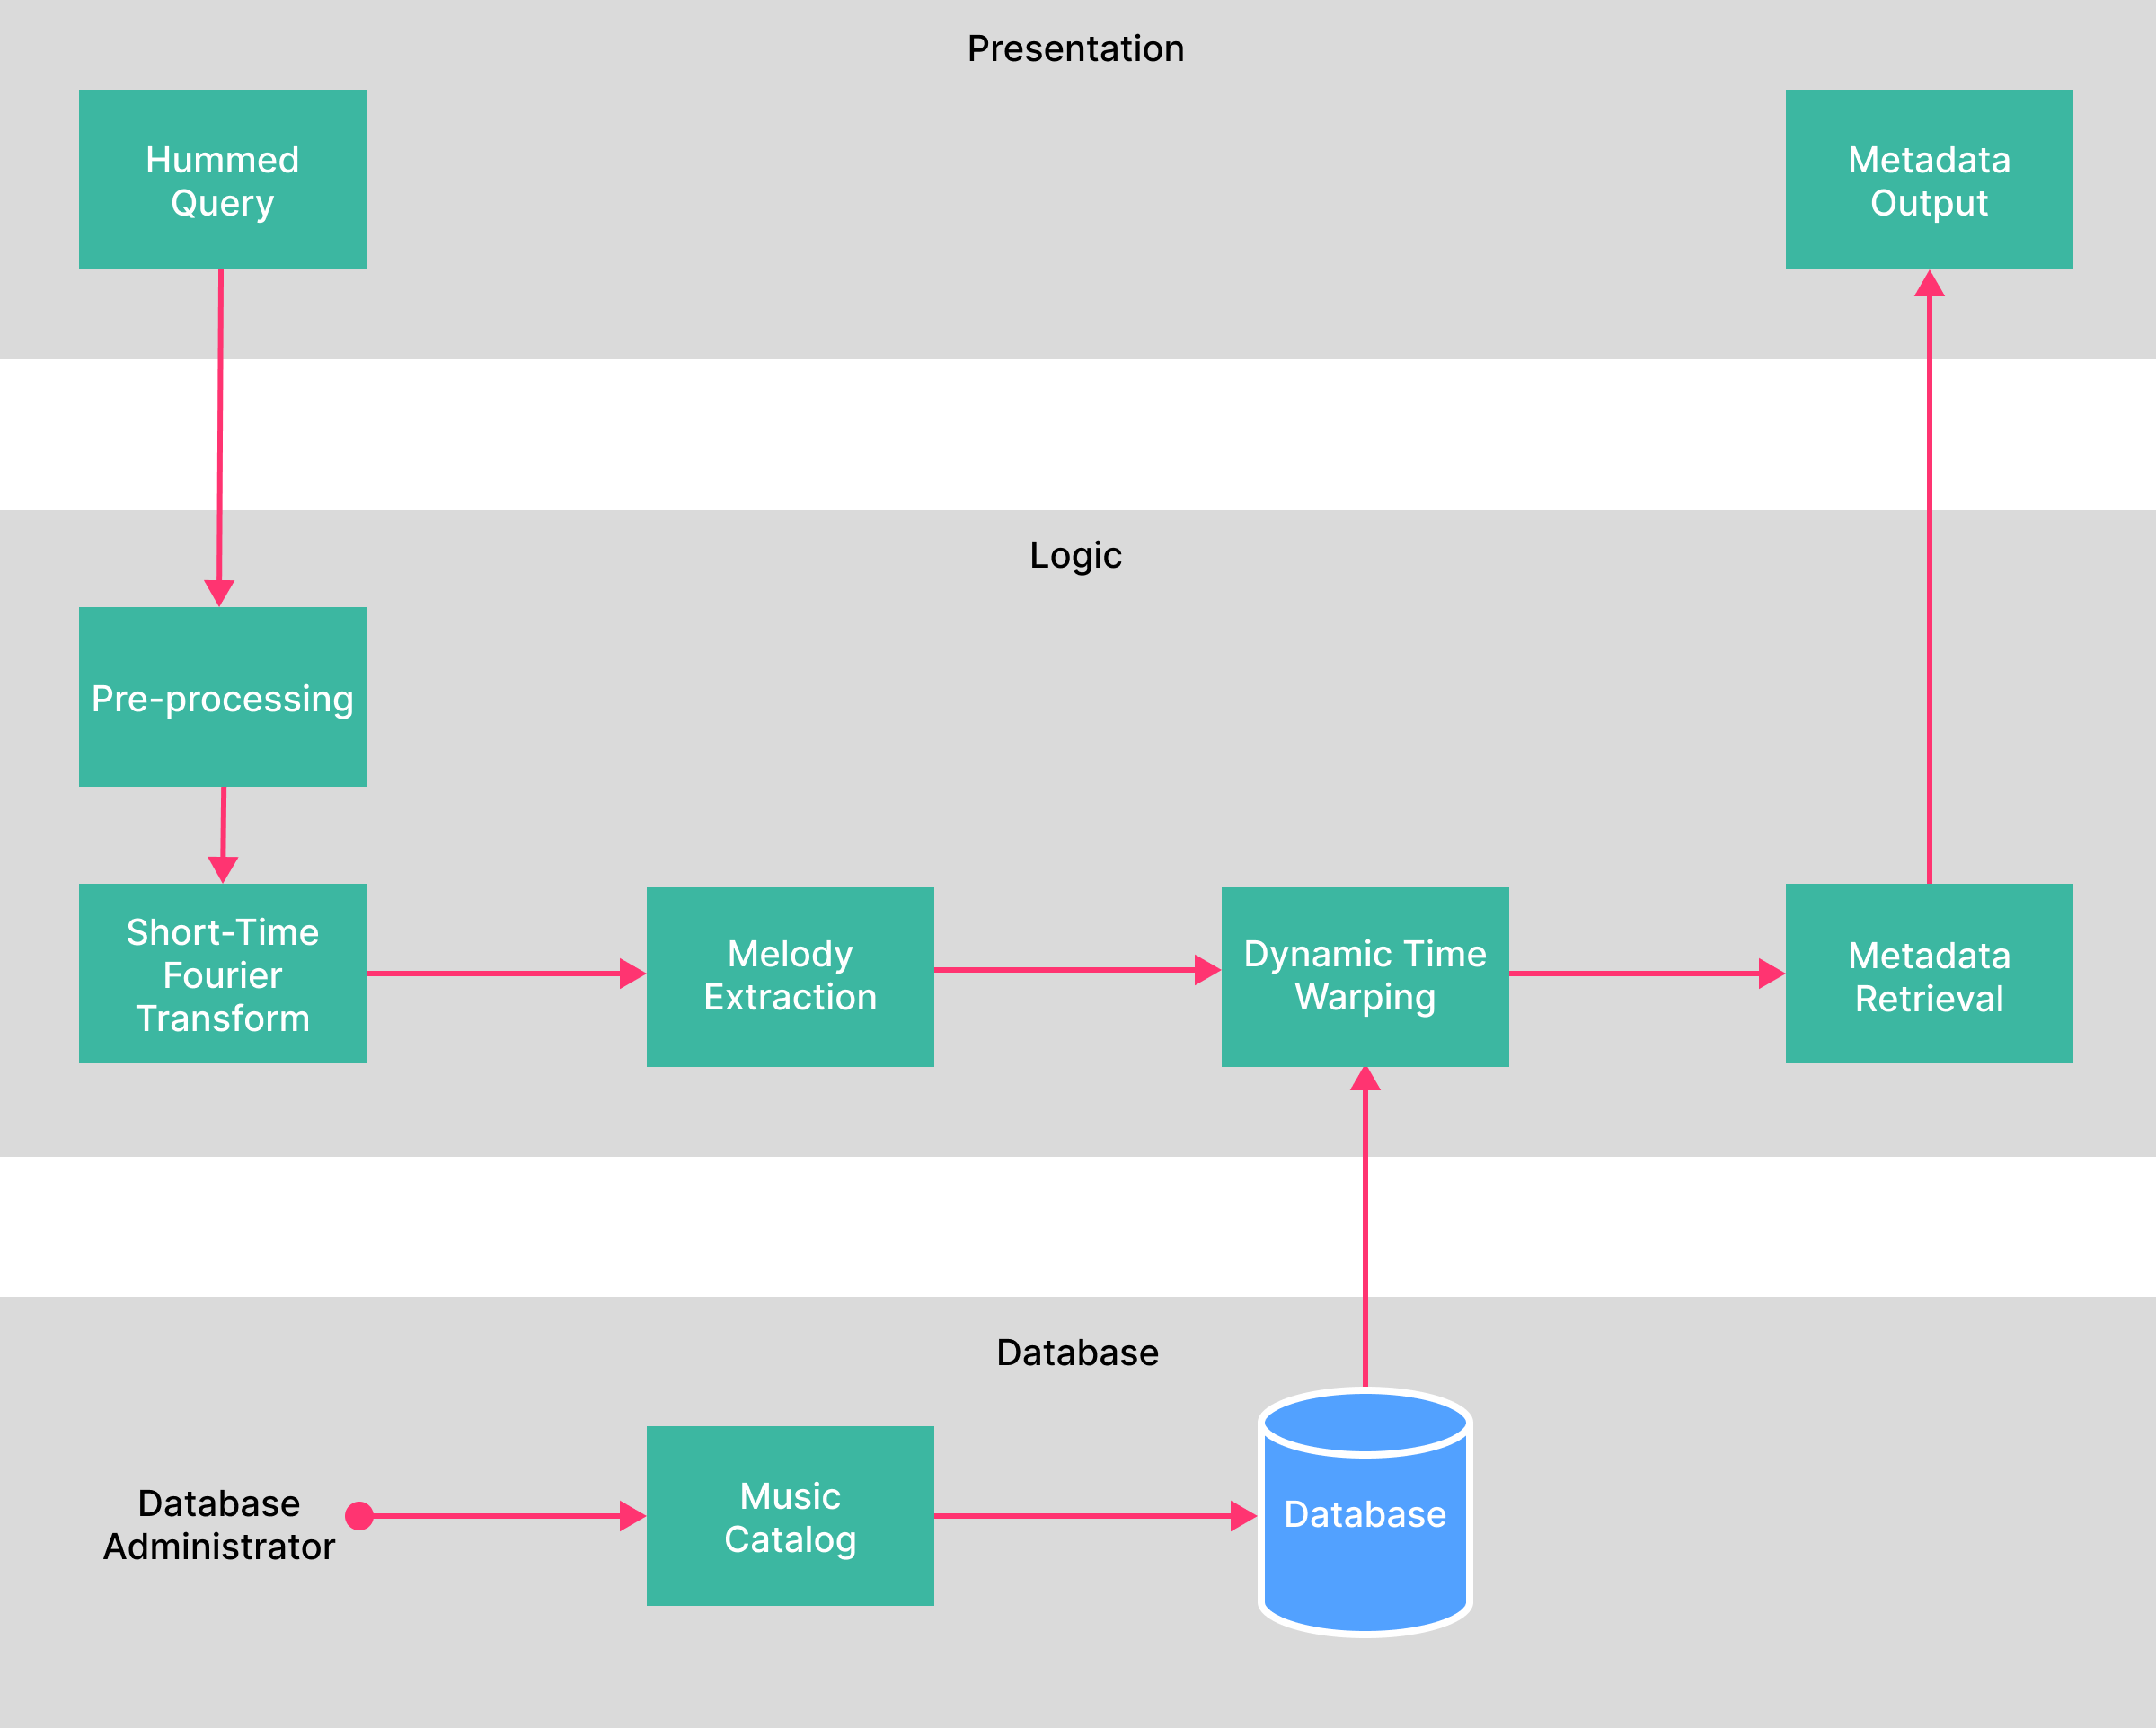 Presentation
Hummed
Query
Metadata
Output
Logic
Pre-processing
Short-Time
Fourier
Transform
Melody
Extraction
Dynamic Time
Warping
Metadata
Retrieval
Database
Database
Administrator
Music
Catalog
Database